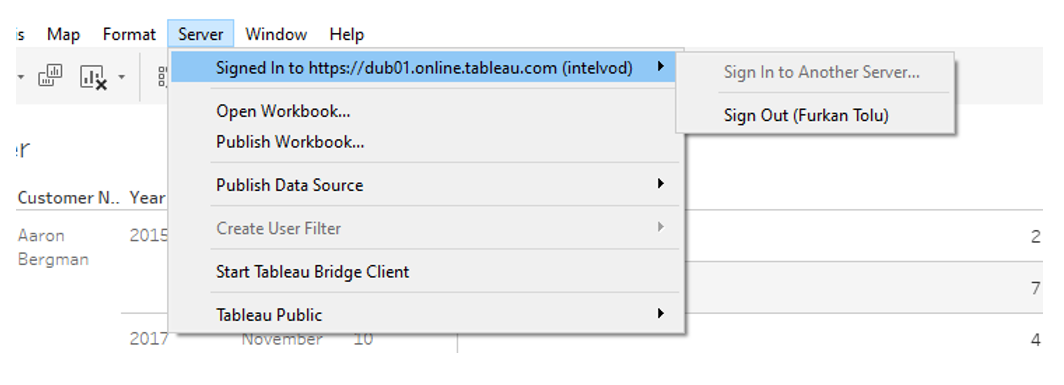 is Map Format Server Window Help
Signed In to https://dub01.online.tableau.com (intelvod)
Sign In to Another Server...
Sign Out (Furkan Tolu)
Open Workbook...
Publish Workbook...
Publish Data Source
Create User Filter
Start Tableau Bridge Client
Tableau Public
er
Customer N.. Year
Aaron
Bergman
2015
2
7
2017 November 10 4